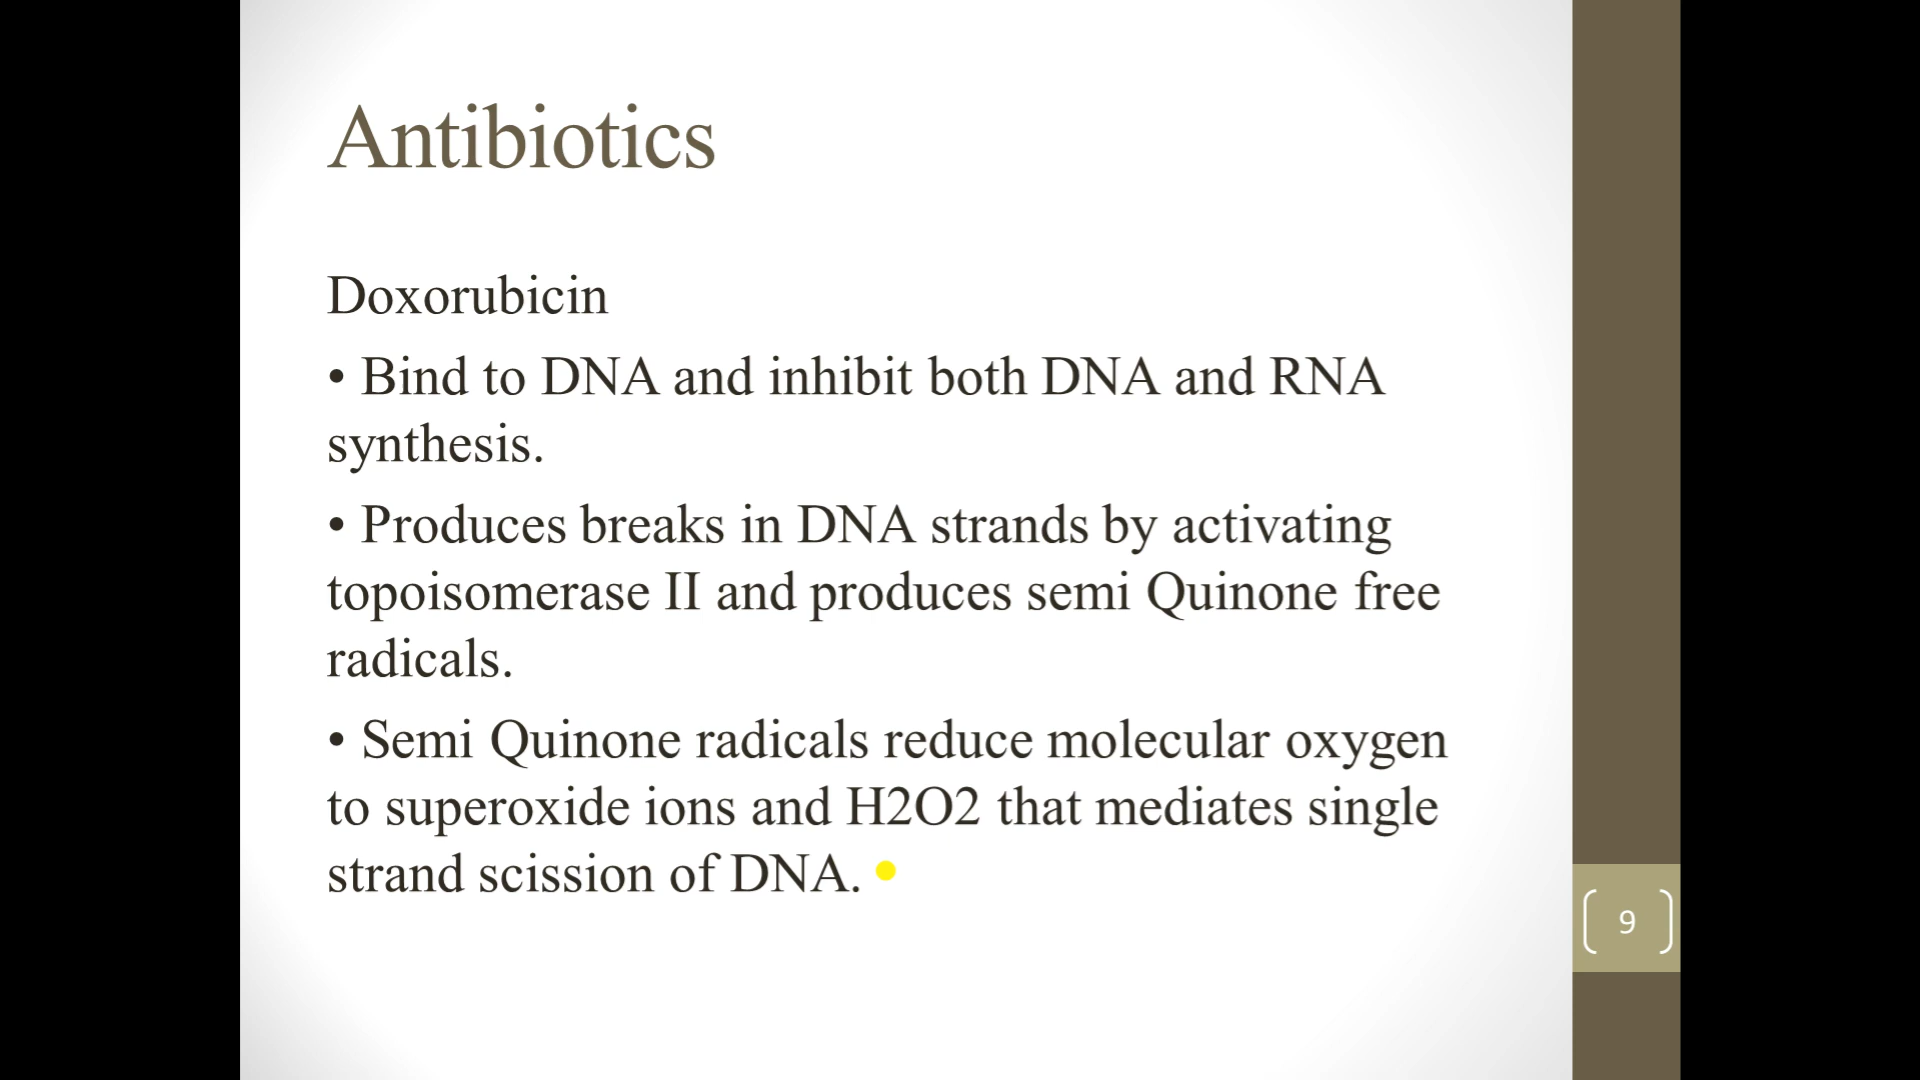 Antibiotics
Doxorubicin
• Bind to DNA and inhibit both DNA and RNA
synthesis.
• Produces breaks in DNA strands by activating
topoisomerase II and produces semi Quinone free
radicals.
• Semi Quinone radicals reduce molecular oxygen
to superoxide ions and H2O2 that mediates single
strand scission of DNA.
9